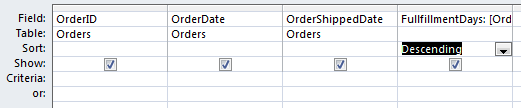 Field: OrderID OrderDate OrderShippedDate FullfillmentDays: [Ord
Table: Orders Orders Orders
Sort: Descending
Show:
Criteria:
or: